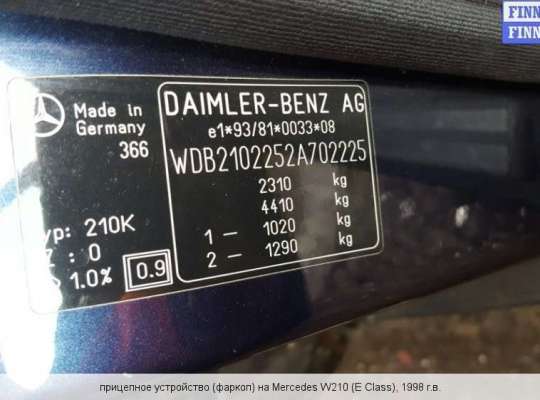 FINN
FINN
Made in
Germany
366
DAIMLER-BENZ AG
e1*93/81*0033*08
WDB2102252A702225
2310 kg
4410 kg
1 — 1020 kg
2 — 1290 kg
yp: 210K
: 0
1.0% 0.9
прицепное устройство (фаркоп) на Mercedes W210 (E Class), 1998 г.в.